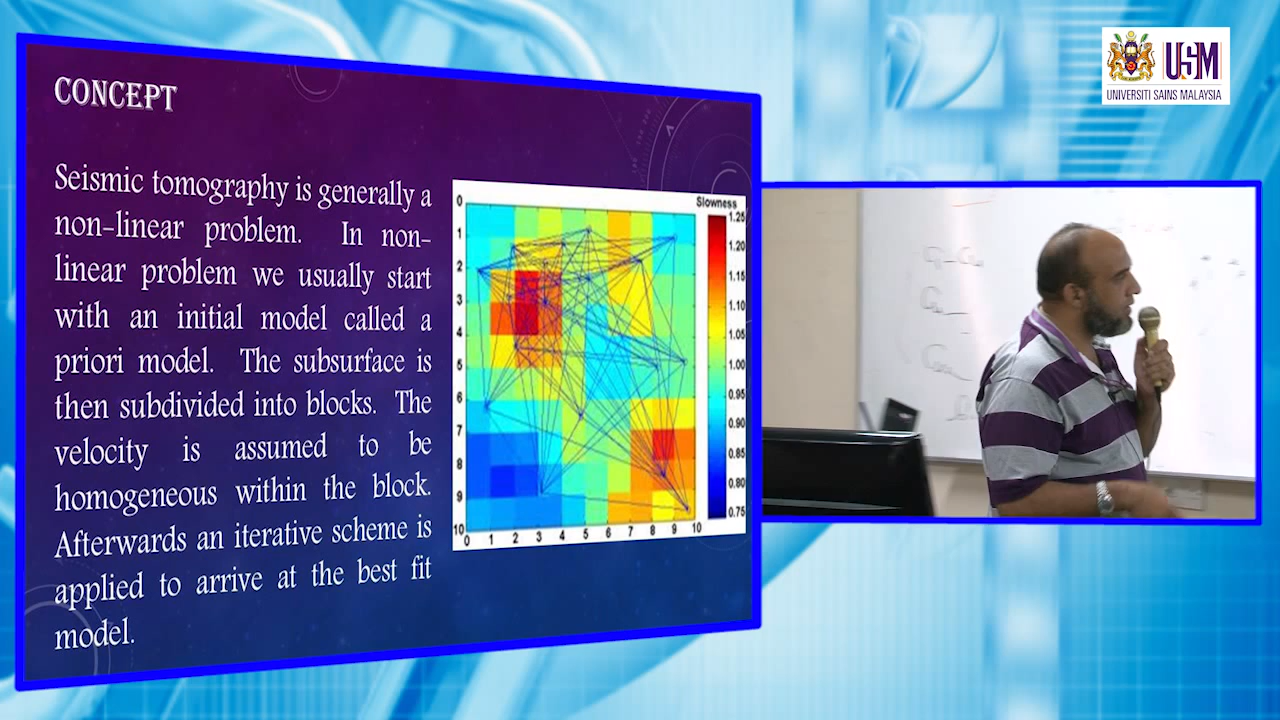 CONCEPT
Seismic tomography is generally a
non-linear problem. In non-
linear problem we usually start
with an initial model called a
priori model. The subsurface is
then subdivided into blocks. The
velocity is assumed to be
homogeneous within the block.
Afterwards an iterative scheme is
applied to arrive at the best fit
model.
Slowness
0
1
2
3
4
5
6
7
8
9
10
0 1 2 3 4 5 6 7 8 9 10
1.25
1.20
1.15
1.10
1.05
1.00
0.95
0.90
0.85
0.80
0.75
USM
UNIVERSITI SAINS MALAYSIA